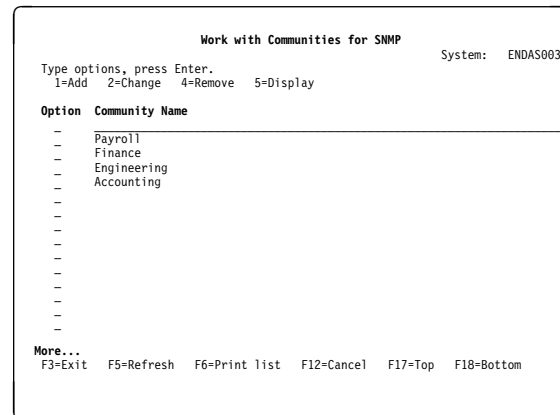 Work with Communities for SNMP
System: ENDAS003
Type options, press Enter.
1=Add 2=Change 4=Remove 5=Display
Option Community Name
_ ________________________________
_ Payroll
_ Finance
_ Engineering
_ Accounting
_
_
_
_
_
_
_
_
_
_
More...
F3=Exit F5=Refresh F6=Print list F12=Cancel F17=Top F18=Bottom